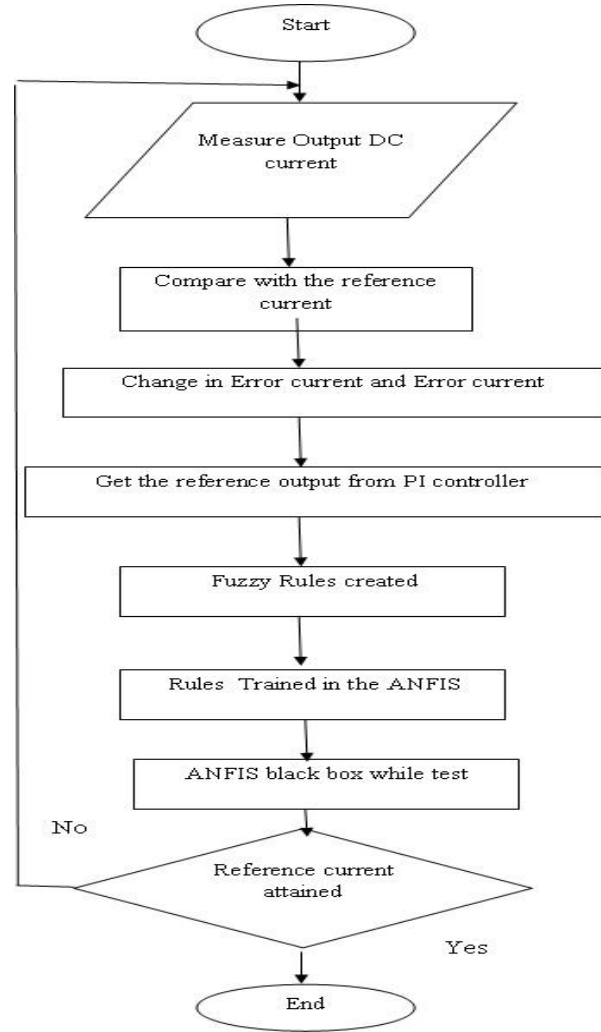 Start
Measure Output DC
current
Compare with the reference
current
Change in Error current and Error current
Get the reference output from PI controller
Fuzzy Rules created
Rules Trained in the ANFIS
ANFIS black box while test
No
Reference current
attained
Yes
End